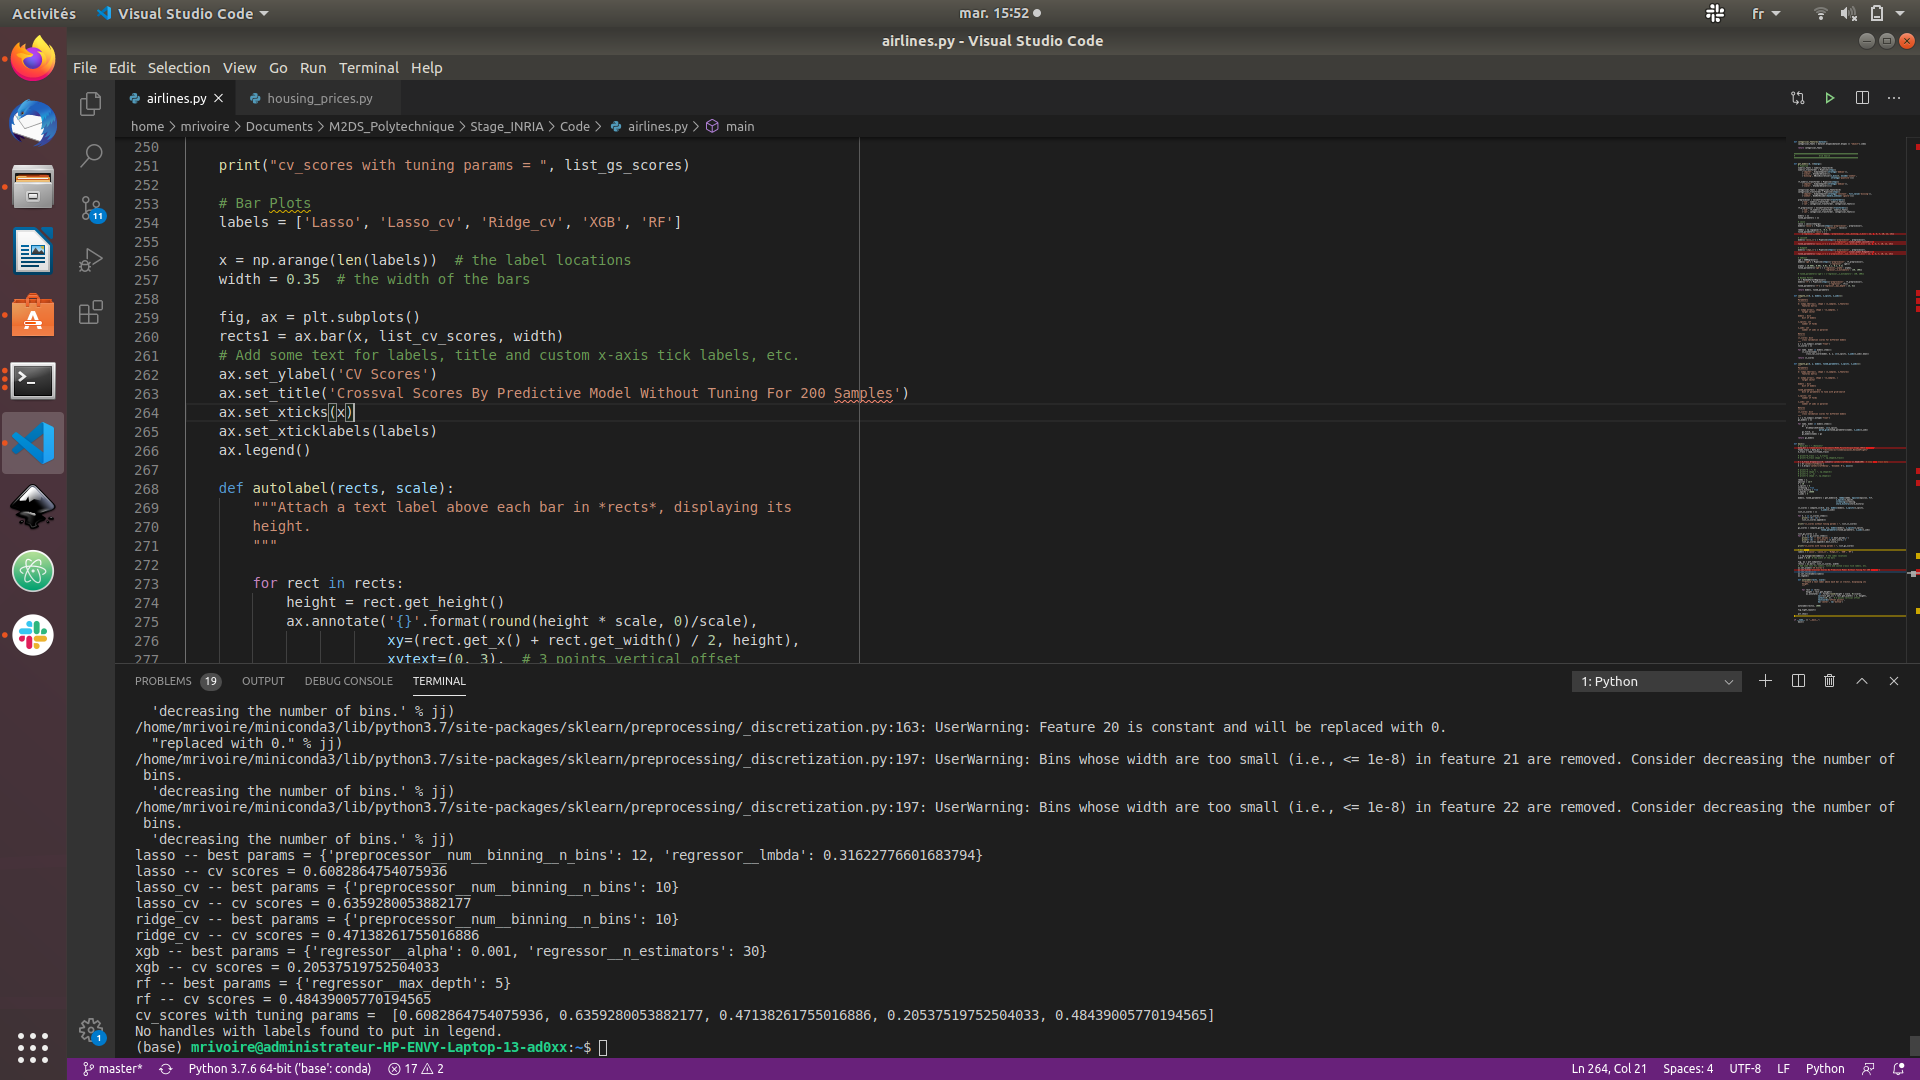 Activités
Visual Studio Code
mar. 15:52
fr
airlines.py - Visual Studio Code
File Edit Selection View Go Run Terminal Help
airlines.py
housing_prices.py
home > mrivoire > Documents > M2DS_Polytechnique > Stage_INRIA > Code > airlines.py > main
250
251 print("cv_scores with tuning params = ", list_gs_scores)
252
253 # Bar Plots
254 labels = ['Lasso', 'Lasso_cv', 'Ridge_cv', 'XGB', 'RF']
255
256 x = np.arange(len(labels))  # the label locations
257 width = 0.35  # the width of the bars
258
259 fig, ax = plt.subplots()
260 rects1 = ax.bar(x, list_cv_scores, width)
261 # Add some text for labels, title and custom x-axis tick labels, etc.
262 ax.set_ylabel('CV Scores')
263 ax.set_title('Crossval Scores By Predictive Model Without Tuning For 200 Samples')
264 ax.set_xticks(x)
265 ax.set_xticklabels(labels)
266 ax.legend()
267
268 def autolabel(rects, scale):
269 """Attach a text label above each bar in *rects*, displaying its
270 height.
271 """
272
273 for rect in rects:
274 height = rect.get_height()
275 ax.annotate('{}'.format(round(height * scale, 0)/scale),
276 xy=(rect.get_x() + rect.get_width() / 2, height),
277 xytext=(0, 3),  # 3 points vertical offset
PROBLEMS 19 OUTPUT DEBUG CONSOLE TERMINAL
1: Python
'decreasing the number of bins.' % jj)
/home/mrivoire/miniconda3/lib/python3.7/site-packages/sklearn/preprocessing/_discretization.py:163: UserWarning: Feature 20 is constant and will be replaced with 0.
"replaced with 0." % jj)
/home/mrivoire/miniconda3/lib/python3.7/site-packages/sklearn/preprocessing/_discretization.py:197: UserWarning: Bins whose width are too small (i.e., <= 1e-8) in feature 21 are removed. Consider decreasing the number of
bins.
'decreasing the number of bins.' % jj)
/home/mrivoire/miniconda3/lib/python3.7/site-packages/sklearn/preprocessing/_discretization.py:197: UserWarning: Bins whose width are too small (i.e., <= 1e-8) in feature 22 are removed. Consider decreasing the number of
bins.
'decreasing the number of bins.' % jj)
lasso -- best params = {'preprocessor__num__binning__n_bins': 12, 'regressor__lmbda': 0.31622776601683794}
lasso -- cv scores = 0.6082864754075936
lasso_cv -- best params = {'preprocessor__num__binning__n_bins': 10}
lasso_cv -- cv scores = 0.6359280053882177
ridge_cv -- best params = {'preprocessor__num__binning__n_bins': 10}
ridge_cv -- cv scores = 0.47138261755016886
xgb -- best params = {'regressor__alpha': 0.001, 'regressor__n_estimators': 30}
xgb -- cv scores = 0.20537519752504033
rf -- best params = {'regressor__max_depth': 5}
rf -- cv scores = 0.48439005770194565
cv_scores with tuning params =  [0.6082864754075936, 0.6359280053882177, 0.47138261755016886, 0.20537519752504033, 0.48439005770194565]
No handles with labels found to put in legend.
(base) mrivoire@administrateur-HP-ENVY-Laptop-13-ad0xx:~$
11
1
master* Python 3.7.6 64-bit ('base': conda) 17 2
Ln 264, Col 21 Spaces: 4 UTF-8 LF Python